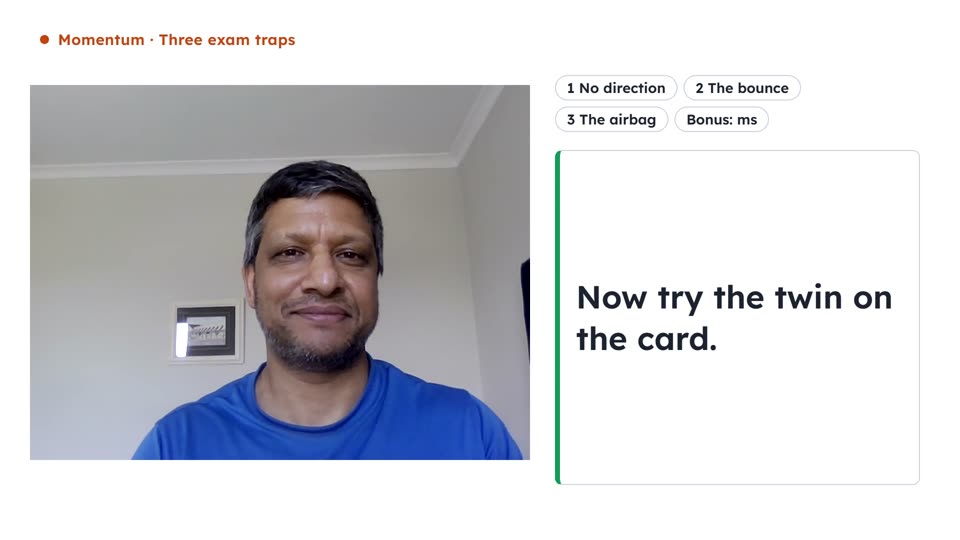 Momentum · Three exam traps
1 No direction
2 The bounce
3 The airbag
Bonus: ms
Now try the twin on
the card.